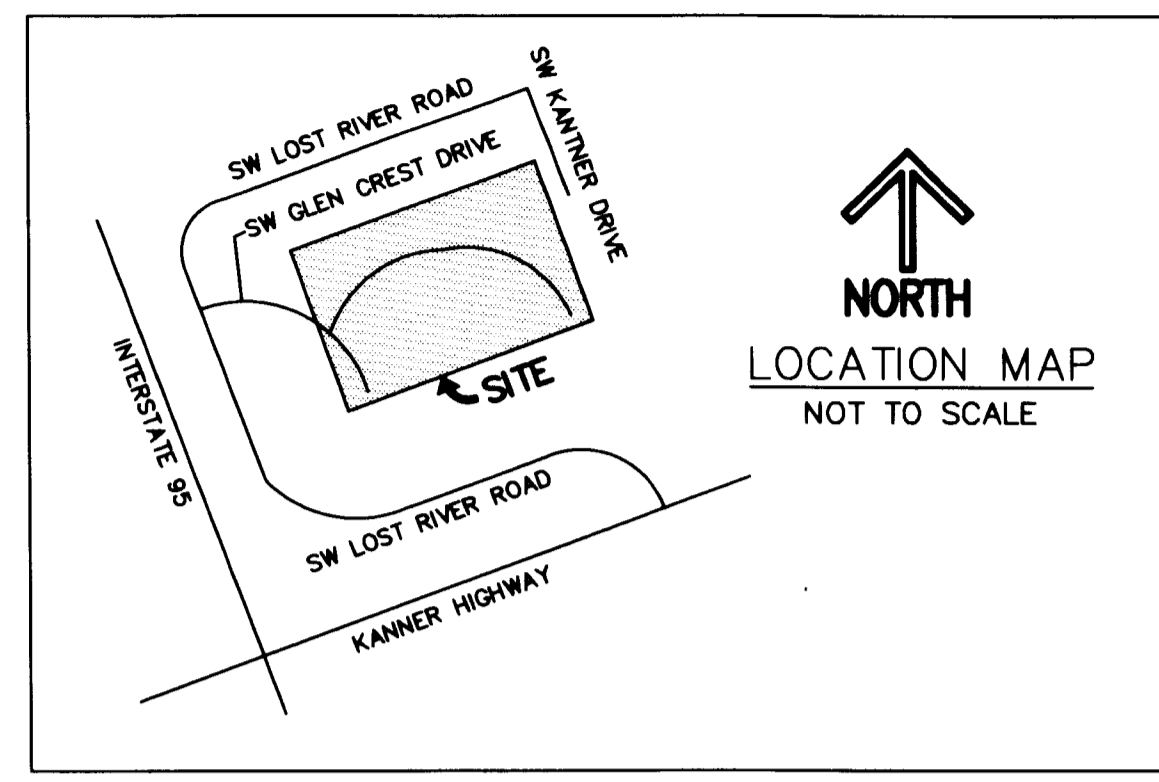 SW LOST RIVER ROAD
SW KANTNER DRIVE
SW GLEN CREST DRIVE
INTERSTATE 95
SITE
SW LOST RIVER ROAD
KANNER HIGHWAY
NORTH
LOCATION MAP
NOT TO SCALE